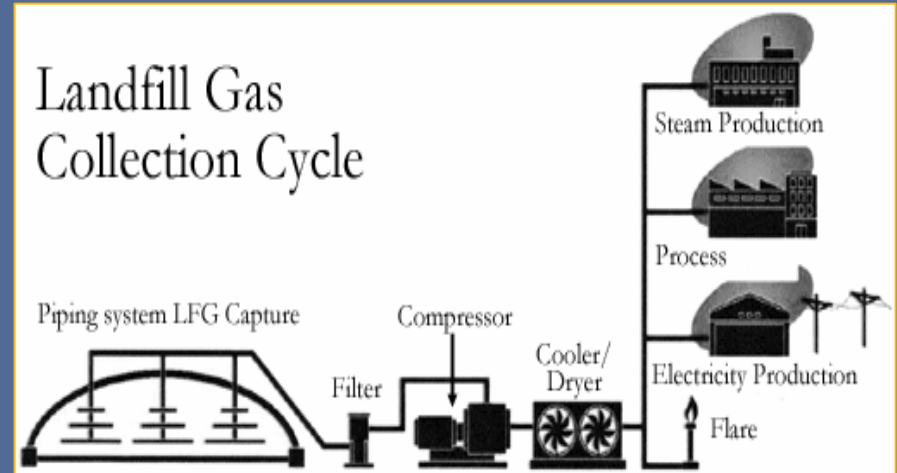 Landfill Gas
Collection Cycle
Steam Production
Process
Piping system LFG Capture
Compressor
Cooler/
Dryer
Filter
Electricity Production
Flare